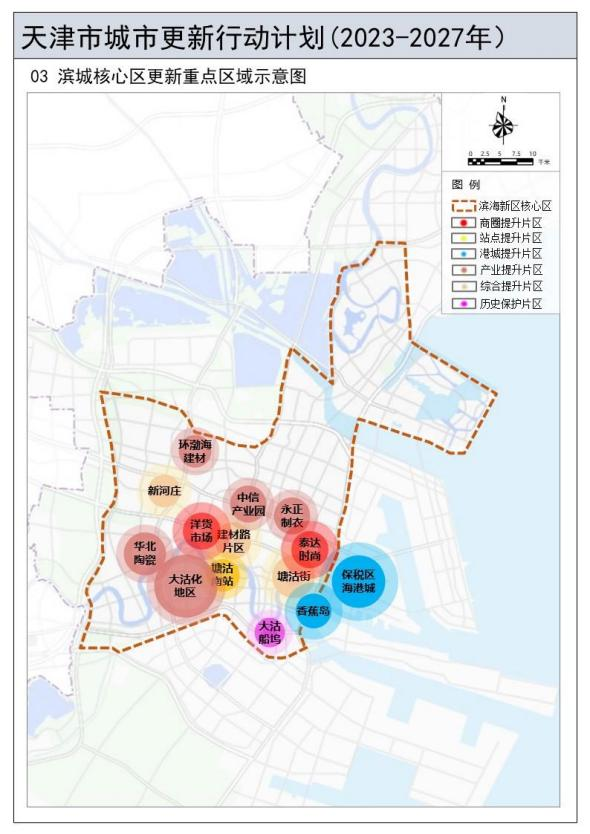 天津市城市更新行动计划(2023-2027年)
03 滨城核心区更新重点区域示意图
N
0 2.5 5 7.5 10
千米
图 例
滨海新区核心区
商圈提升片区
站点提升片区
港城提升片区
产业提升片区
综合提升片区
历史保护片区
环渤海
建材
新河庄
中信
产业园
永正
制衣
洋货
市场
建材路
片区
泰达
时尚
华北
陶瓷
塘沽
南站
大沽化
地区
塘沽街
保税区
海港城
香蕉岛
大沽
船坞